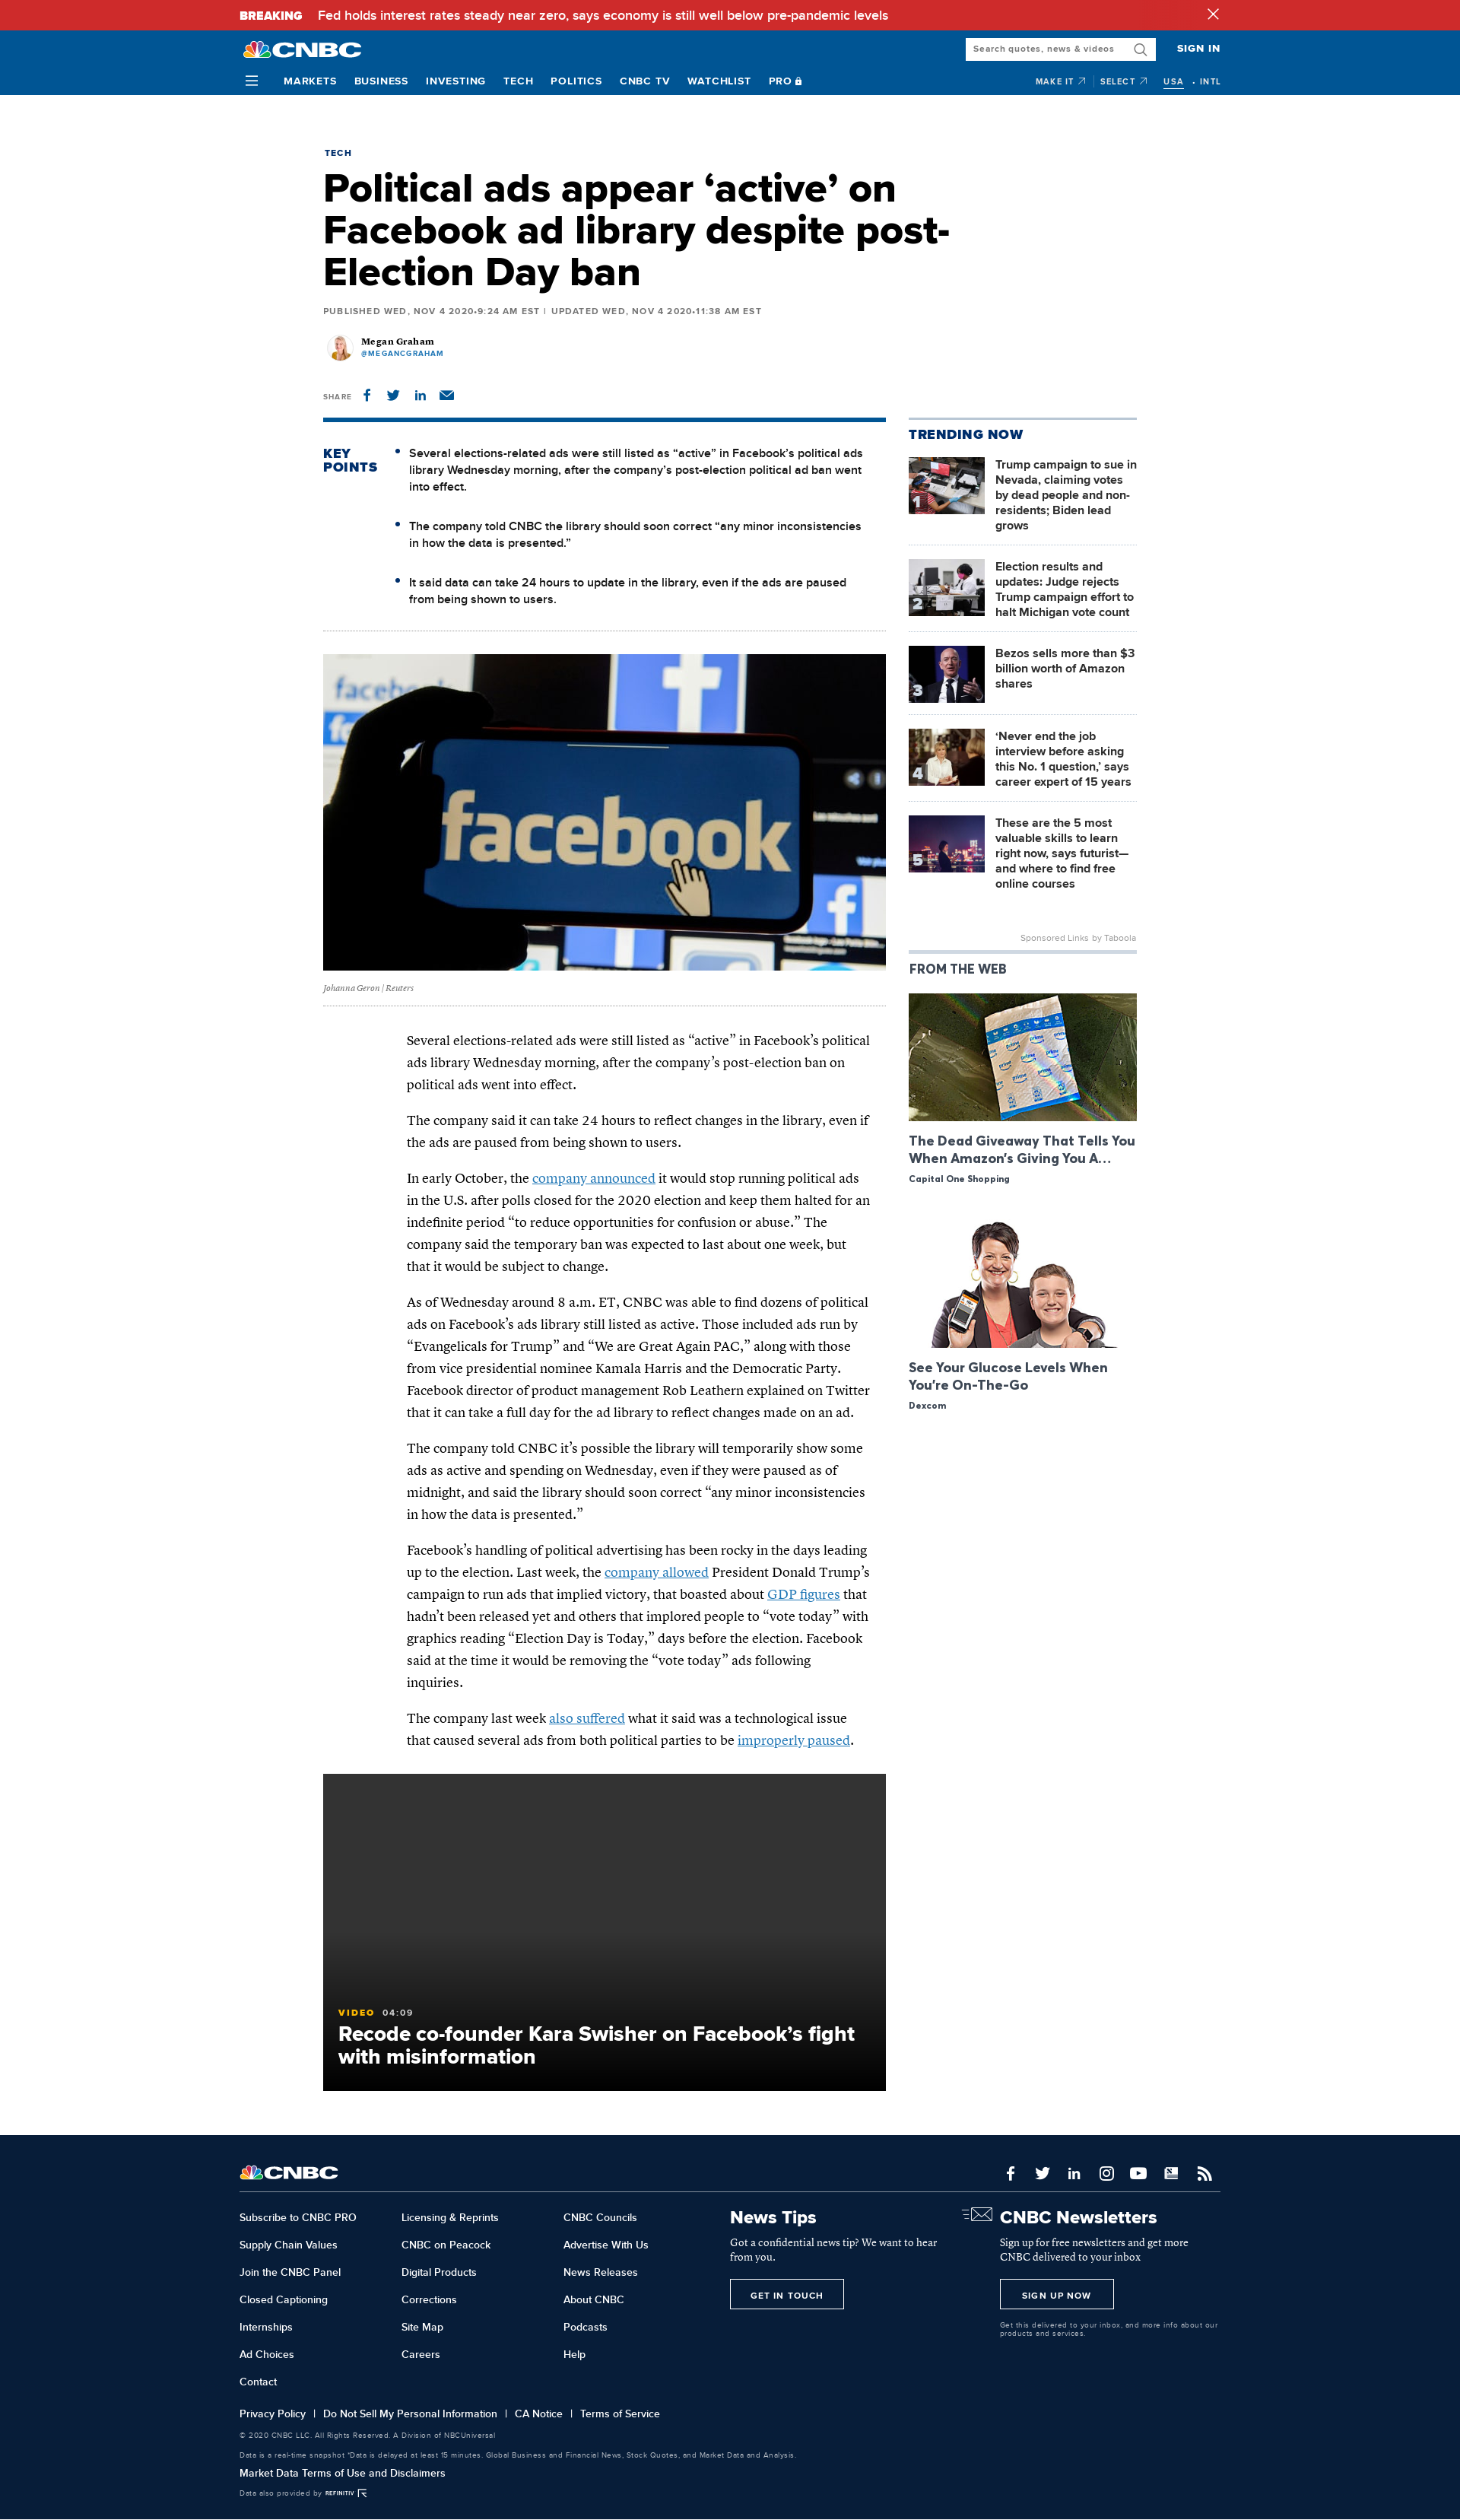 BREAKING Fed holds interest rates steady near zero, says economy is still well below pre-pandemic levels
CNBC
Search quotes, news & videos
SIGN IN
MARKETS BUSINESS INVESTING TECH POLITICS CNBC TV WATCHLIST PRO
MAKE IT SELECT USA • INTL
TECH
Political ads appear ‘active’ on
Facebook ad library despite post-
Election Day ban
PUBLISHED WED, NOV 4 2020•9:24 AM EST | UPDATED WED, NOV 4 2020•11:38 AM EST
Megan Graham
@MEGANCGRAHAM
SHARE
KEY
POINTS
Several elections-related ads were still listed as “active” in Facebook’s political ads
library Wednesday morning, after the company’s post-election political ad ban went
into effect.
The company told CNBC the library should soon correct “any minor inconsistencies
in how the data is presented.”
It said data can take 24 hours to update in the library, even if the ads are paused
from being shown to users.
facebook
facebook
Johanna Geron | Reuters
Several elections-related ads were still listed as “active” in Facebook’s political
ads library Wednesday morning, after the company’s post-election ban on
political ads went into effect.
The company said it can take 24 hours to reflect changes in the library, even if
the ads are paused from being shown to users.
In early October, the company announced it would stop running political ads
in the U.S. after polls closed for the 2020 election and keep them halted for an
indefinite period “to reduce opportunities for confusion or abuse.” The
company said the temporary ban was expected to last about one week, but
that it would be subject to change.
As of Wednesday around 8 a.m. ET, CNBC was able to find dozens of political
ads on Facebook’s ads library still listed as active. Those included ads run by
“Evangelicals for Trump” and “We are Great Again PAC,” along with those
from vice presidential nominee Kamala Harris and the Democratic Party.
Facebook director of product management Rob Leathern explained on Twitter
that it can take a full day for the ad library to reflect changes made on an ad.
The company told CNBC it’s possible the library will temporarily show some
ads as active and spending on Wednesday, even if they were paused as of
midnight, and said the library should soon correct “any minor inconsistencies
in how the data is presented.”
Facebook’s handling of political advertising has been rocky in the days leading
up to the election. Last week, the company allowed President Donald Trump’s
campaign to run ads that implied victory, that boasted about GDP figures that
hadn’t been released yet and others that implored people to “vote today” with
graphics reading “Election Day is Today,” days before the election. Facebook
said at the time it would be removing the “vote today” ads following
inquiries.
The company last week also suffered what it said was a technological issue
that caused several ads from both political parties to be improperly paused.
VIDEO 04:09
Recode co-founder Kara Swisher on Facebook’s fight
with misinformation
TRENDING NOW
1
Trump campaign to sue in
Nevada, claiming votes
by dead people and non-
residents; Biden lead
grows
2
Election results and
updates: Judge rejects
Trump campaign effort to
halt Michigan vote count
3
Bezos sells more than $3
billion worth of Amazon
shares
4
‘Never end the job
interview before asking
this No. 1 question,’ says
career expert of 15 years
5
These are the 5 most
valuable skills to learn
right now, says futurist—
and where to find free
online courses
Sponsored Links by Taboola
FROM THE WEB
The Dead Giveaway That Tells You
When Amazon's Giving You A…
Capital One Shopping
See Your Glucose Levels When
You're On-The-Go
Dexcom
CNBC
Subscribe to CNBC PRO
Supply Chain Values
Join the CNBC Panel
Closed Captioning
Internships
Ad Choices
Contact
Licensing & Reprints
CNBC on Peacock
Digital Products
Corrections
Site Map
Careers
CNBC Councils
Advertise With Us
News Releases
About CNBC
Podcasts
Help
News Tips
Got a confidential news tip? We want to hear
from you.
GET IN TOUCH
CNBC Newsletters
Sign up for free newsletters and get more
CNBC delivered to your inbox
SIGN UP NOW
Get this delivered to your inbox, and more info about our
products and services.
Privacy Policy | Do Not Sell My Personal Information | CA Notice | Terms of Service
© 2020 CNBC LLC. All Rights Reserved. A Division of NBCUniversal
Data is a real-time snapshot *Data is delayed at least 15 minutes. Global Business and Financial News, Stock Quotes, and Market Data and Analysis.
Market Data Terms of Use and Disclaimers
Data also provided by REFINITIV